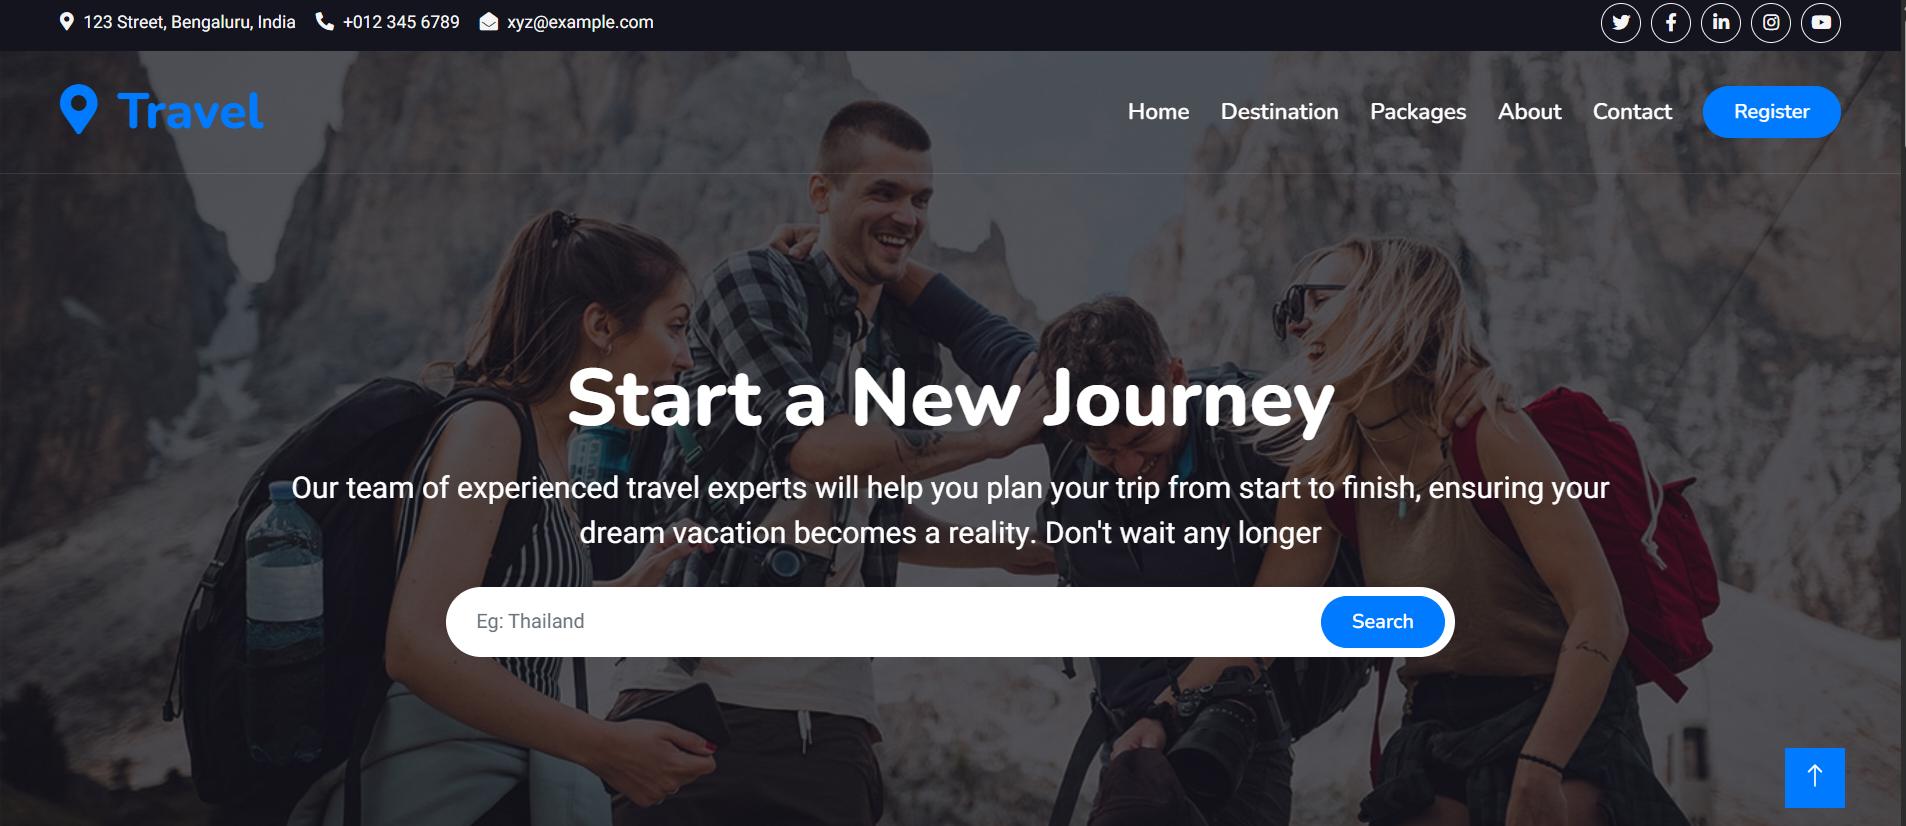 123 Street, Bengaluru, India +012 345 6789 xyz@example.com
Travel
Home Destination Packages About Contact Register
Start a New Journey
Our team of experienced travel experts will help you plan your trip from start to finish, ensuring your
dream vacation becomes a reality. Don't wait any longer
Eg: Thailand Search